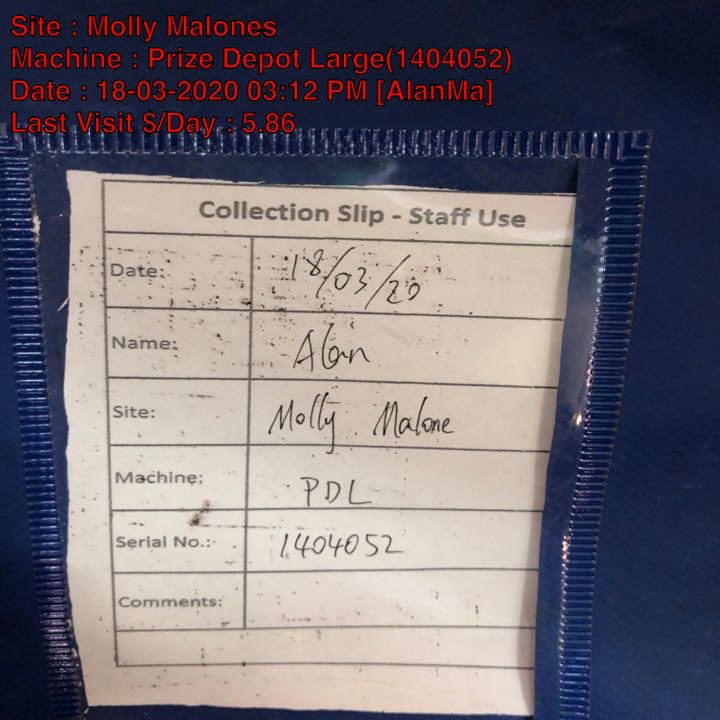 Site : Molly Malones
Machine : Prize Depot Large(1404052)
Date : 18-03-2020 03:12 PM [AlanMa]
Last Visit $/Day : 5.86
Collection Slip - Staff Use
Date: 18/03/20
Name: Alan
Site: Molly Malone
Machine: PDL
Serial No.: 1404052
Comments: